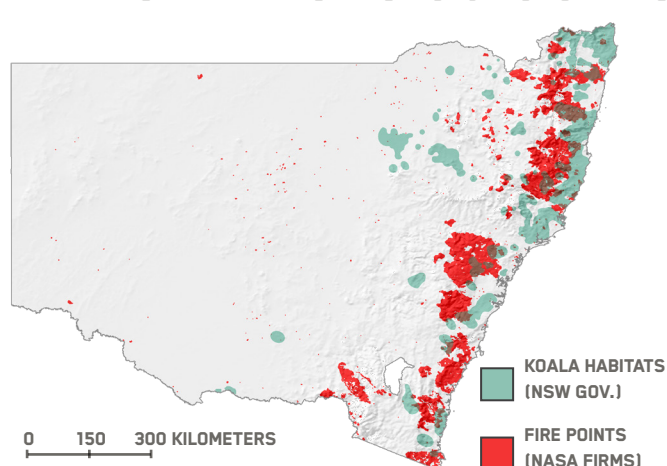 KOALA HABITATS
(NSW GOV.)
0 150 300 KILOMETERS
FIRE POINTS
(NASA FIRMS)